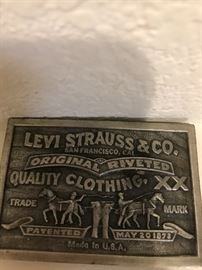 LEVI STRAUSS & CO.
SAN FRANCISCO, CAL
ORIGINAL RIVETED
QUALITY CLOTHING. XX
TRADE MARK
PATENTED MAY 20 1873
Made in U.S.A.